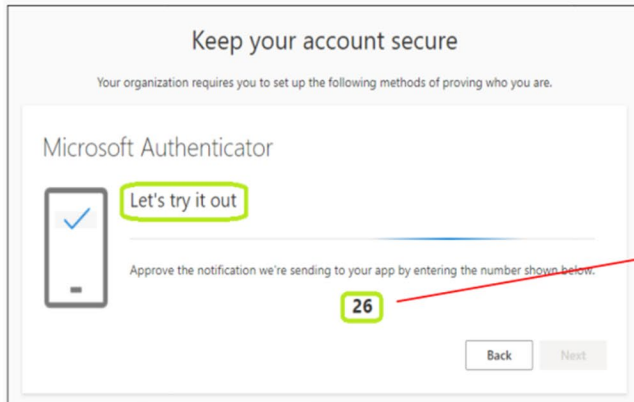 Keep your account secure
Your organization requires you to set up the following methods of proving who you are.
Microsoft Authenticator
Let's try it out
Approve the notification we're sending to your app by entering the number shown below.
26
Back
Next